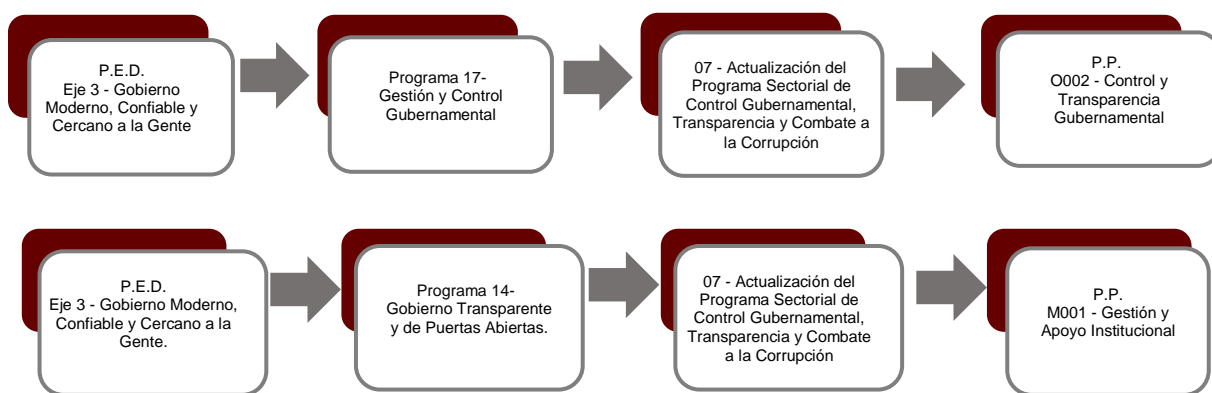 P.E.D.
Eje 3 - Gobierno
Moderno, Confiable y
Cercano a la Gente
Programa 17-
Gestión y Control
Gubernamental
07 - Actualización del
Programa Sectorial de
Control Gubernamental,
Transparencia y Combate a
la Corrupción
P.P.
O002 - Control y
Transparencia
Gubernamental
P.E.D.
Eje 3 - Gobierno Moderno,
Confiable y Cercano a la
Gente.
Programa 14-
Gobierno Transparente
y de Puertas Abiertas.
07 - Actualización del
Programa Sectorial de
Control Gubernamental,
Transparencia y Combate
a la Corrupción
P.P.
M001 - Gestión y
Apoyo Institucional